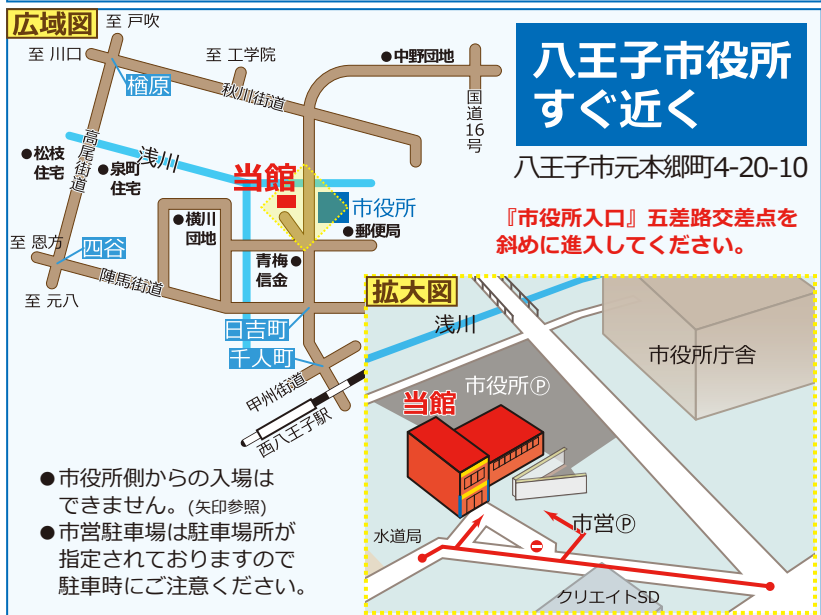 広域図
至 戸吹
至 川口
楢原
至 工学院
秋川街道
中野団地
国道16号
高尾街道
松枝
住宅
泉町
住宅
浅川
当館
市役所
横川
団地
郵便局
至 恩方
四谷
青梅
信金
陣馬街道
至 元八
日吉町
千人町
甲州街道
西八王子駅
八王子市役所
すぐ近く
八王子市元本郷町4-20-10
『市役所入口』五差路交差点を
斜めに進入してください。
拡大図
浅川
市役所庁舎
市役所Ⓟ
当館
水道局
市営Ⓟ
クリエイトSD
●市役所側からの入場は
できません。(矢印参照)
●市営駐車場は駐車場所が
指定されておりますので
駐車時にご注意ください。